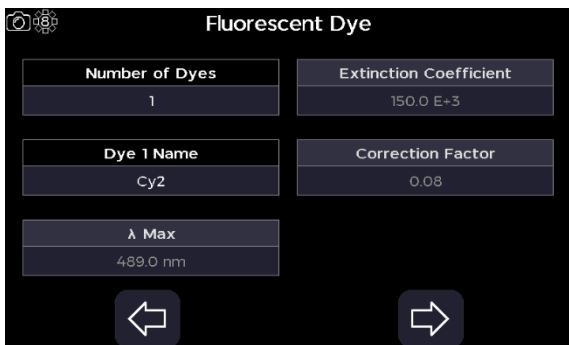 8
Fluorescent Dye
Number of Dyes
1
Extinction Coefficient
150.0 E+3
Dye 1 Name
Cy2
Correction Factor
0.08
λ Max
489.0 nm